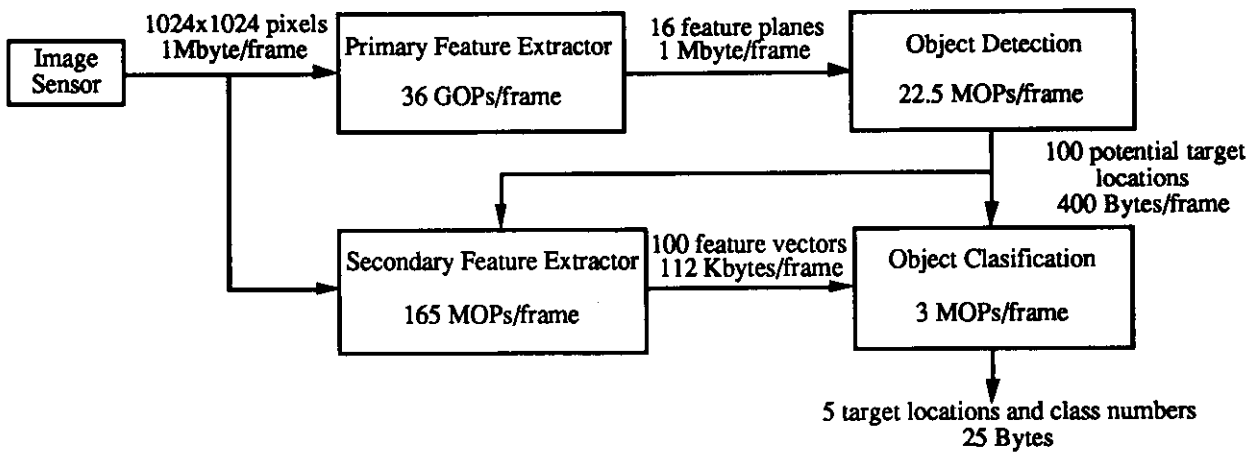 1024x1024 pixels
1Mbyte/frame
Image
Sensor
Primary Feature Extractor
36 GOPs/frame
16 feature planes
1 Mbyte/frame
Object Detection
22.5 MOPs/frame
100 potential target
locations
400 Bytes/frame
Secondary Feature Extractor
165 MOPs/frame
100 feature vectors
112 Kbytes/frame
Object Clasification
3 MOPs/frame
5 target locations and class numbers
25 Bytes